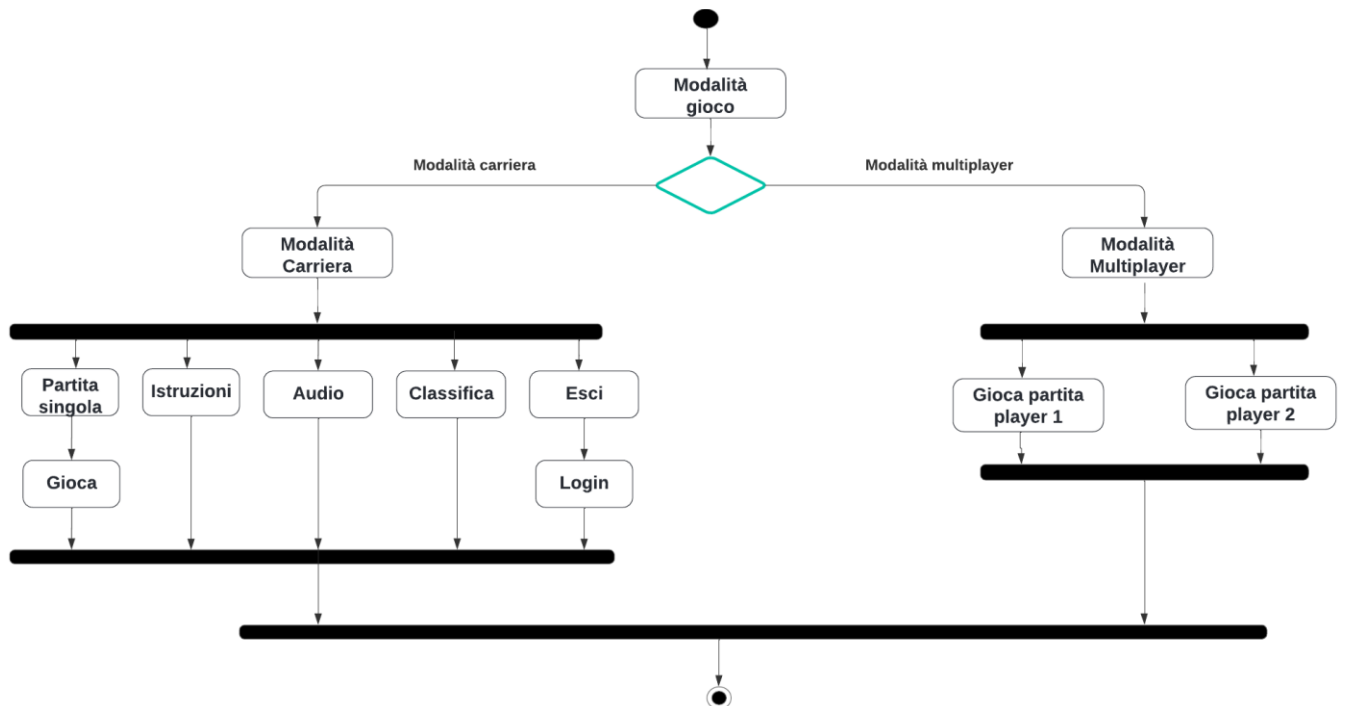 Modalità
gioco
Modalità carriera
Modalità multiplayer
Modalità
Carriera
Modalità
Multiplayer
Partita
singola
Istruzioni
Audio
Classifica
Esci
Gioca partita
player 1
Gioca partita
player 2
Gioca
Login